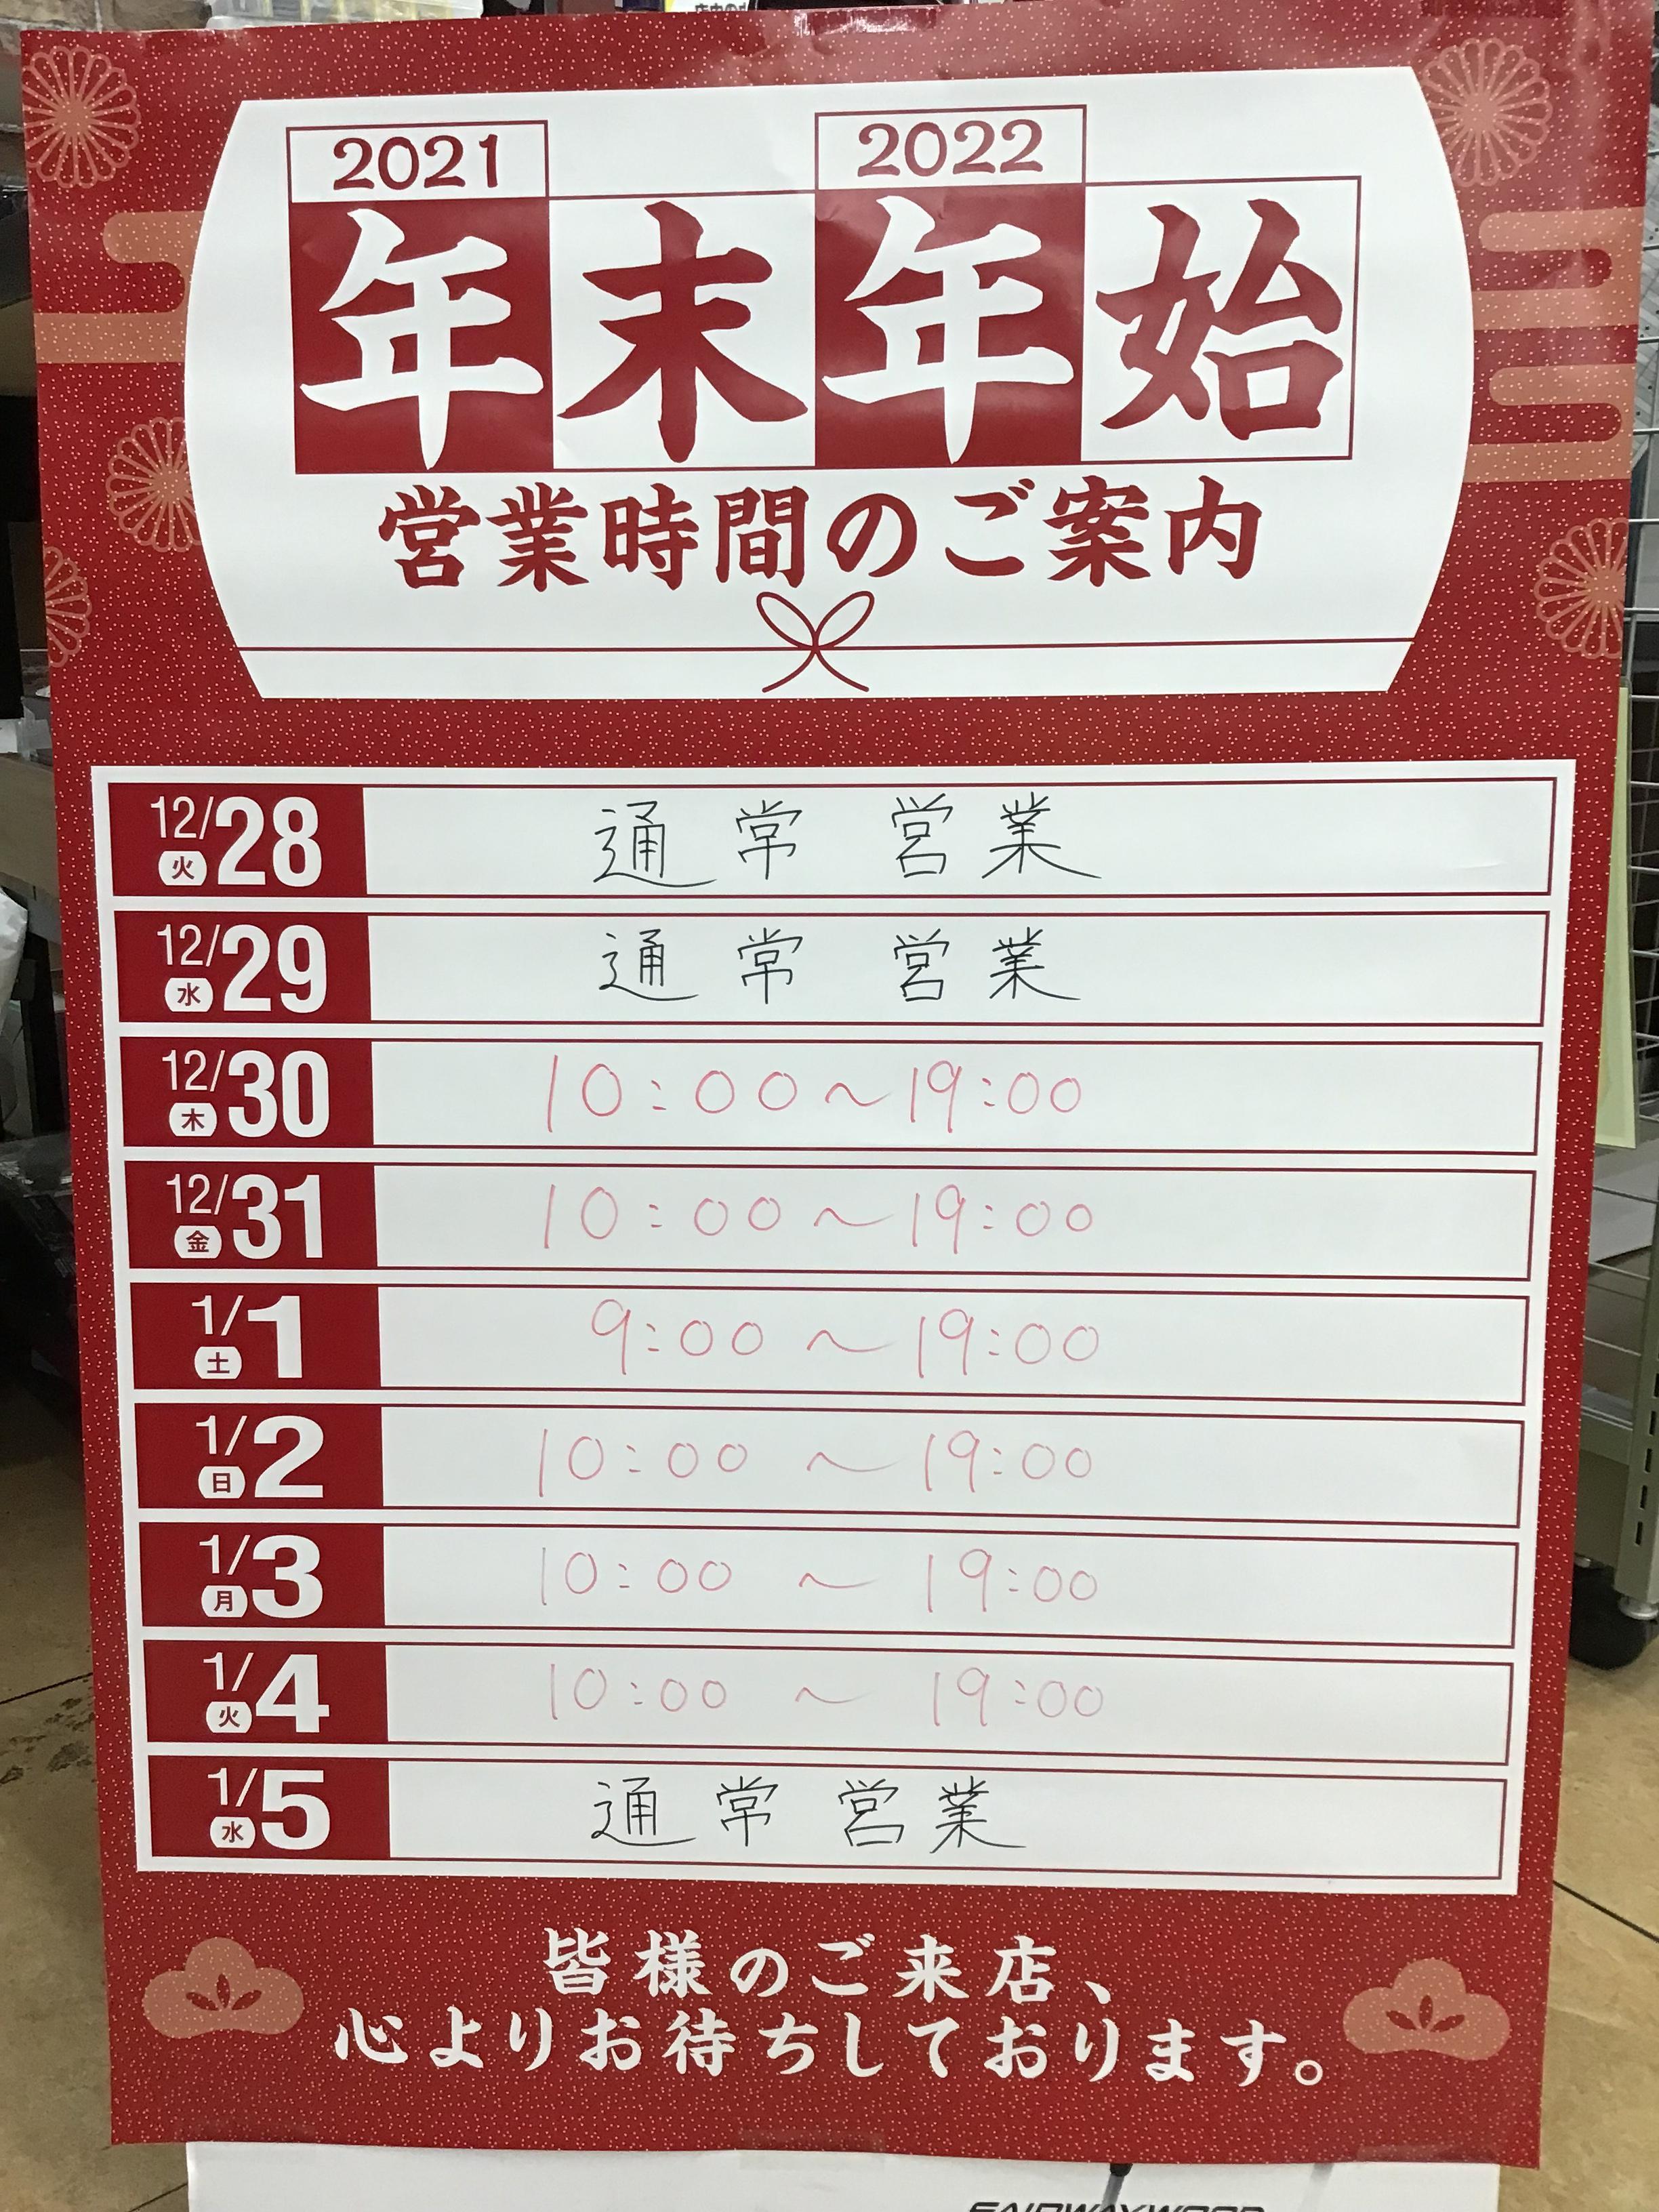 2021 2022
年末年始
営業時間のご案内
12/28 火 通常営業
12/29 水 通常営業
12/30 木 10:00～19:00
12/31 金 10:00～19:00
1/1 土 9:00～19:00
1/2 日 10:00～19:00
1/3 月 10:00～19:00
1/4 火 10:00～19:00
1/5 水 通常営業
皆様のご来店、
心よりお待ちしております。